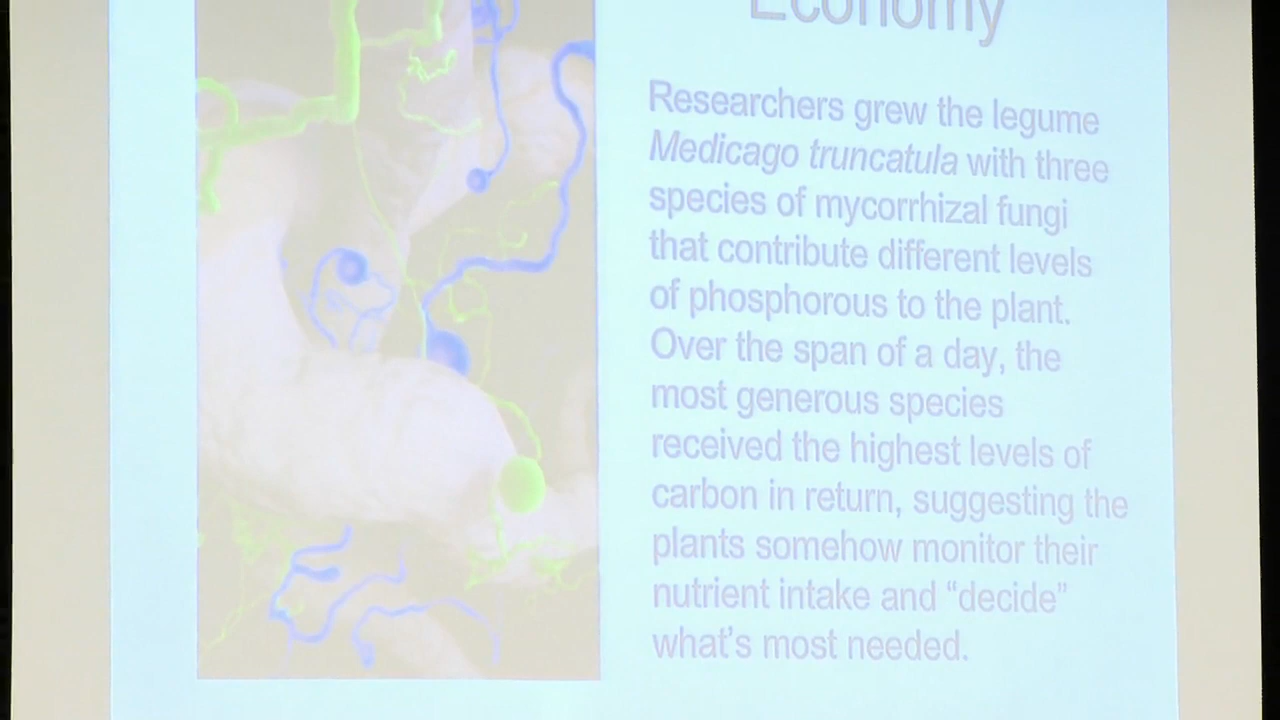 Economy
Researchers grew the legume
Medicago truncatula with three
species of mycorrhizal fungi
that contribute different levels
of phosphorous to the plant.
Over the span of a day, the
most generous species
received the highest levels of
carbon in return, suggesting the
plants somehow monitor their
nutrient intake and “decide”
what’s most needed.